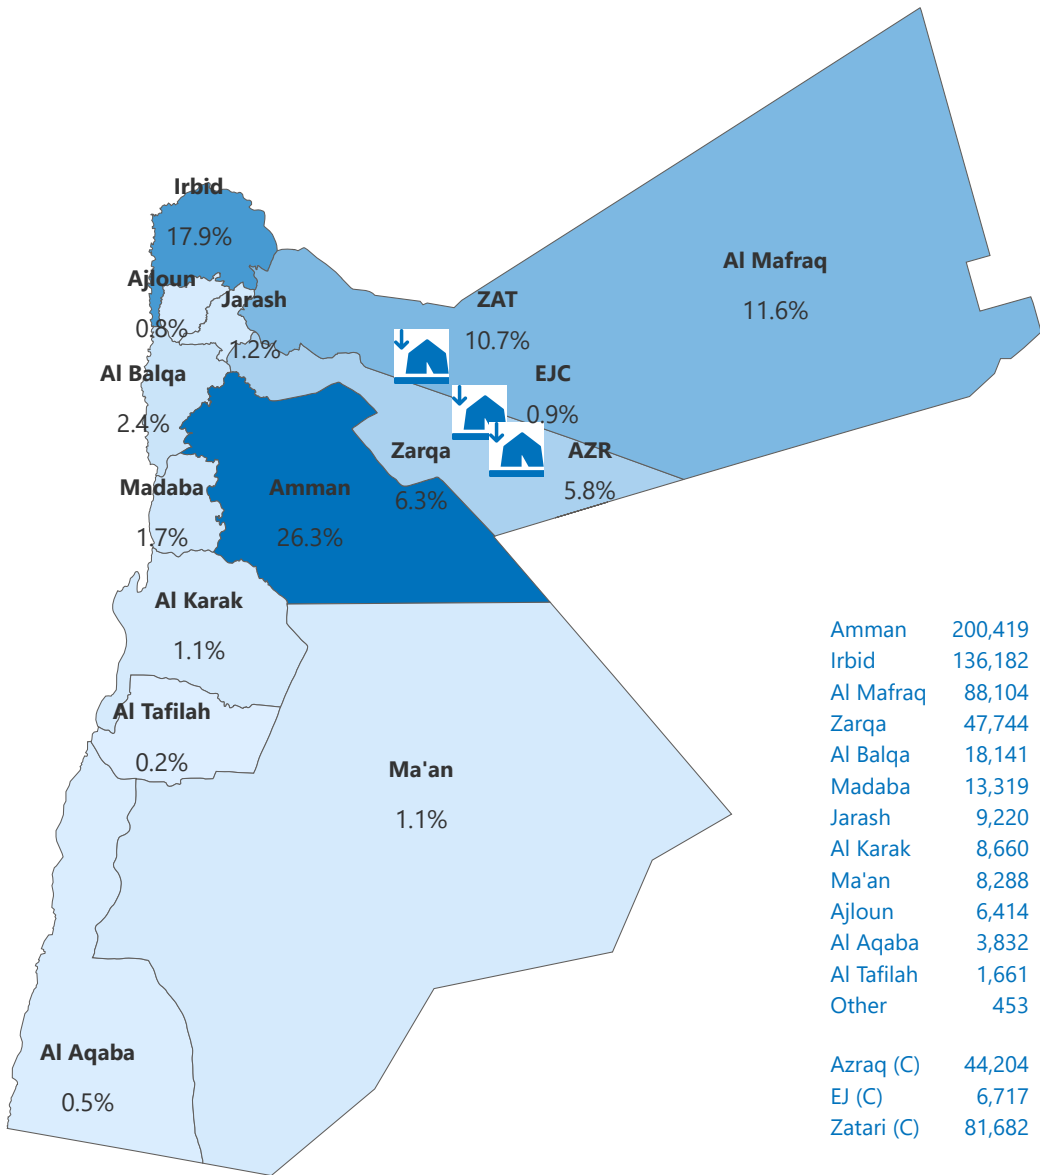 Irbid
17.9%
Al Mafraq
11.6%
Ajloun
0.8%
Jarash
1.2%
ZAT
10.7%
EJC
0.9%
Al Balqa
2.4%
Zarqa
6.3%
AZR
5.8%
Madaba
1.7%
Amman
26.3%
Al Karak
1.1%
Al Tafilah
0.2%
Ma'an
1.1%
Al Aqaba
0.5%
Amman 200,419
Irbid 136,182
Al Mafraq 88,104
Zarqa 47,744
Al Balqa 18,141
Madaba 13,319
Jarash 9,220
Al Karak 8,660
Ma'an 8,288
Ajloun 6,414
Al Aqaba 3,832
Al Tafilah 1,661
Other 453
Azraq (C) 44,204
EJ (C) 6,717
Zatari (C) 81,682